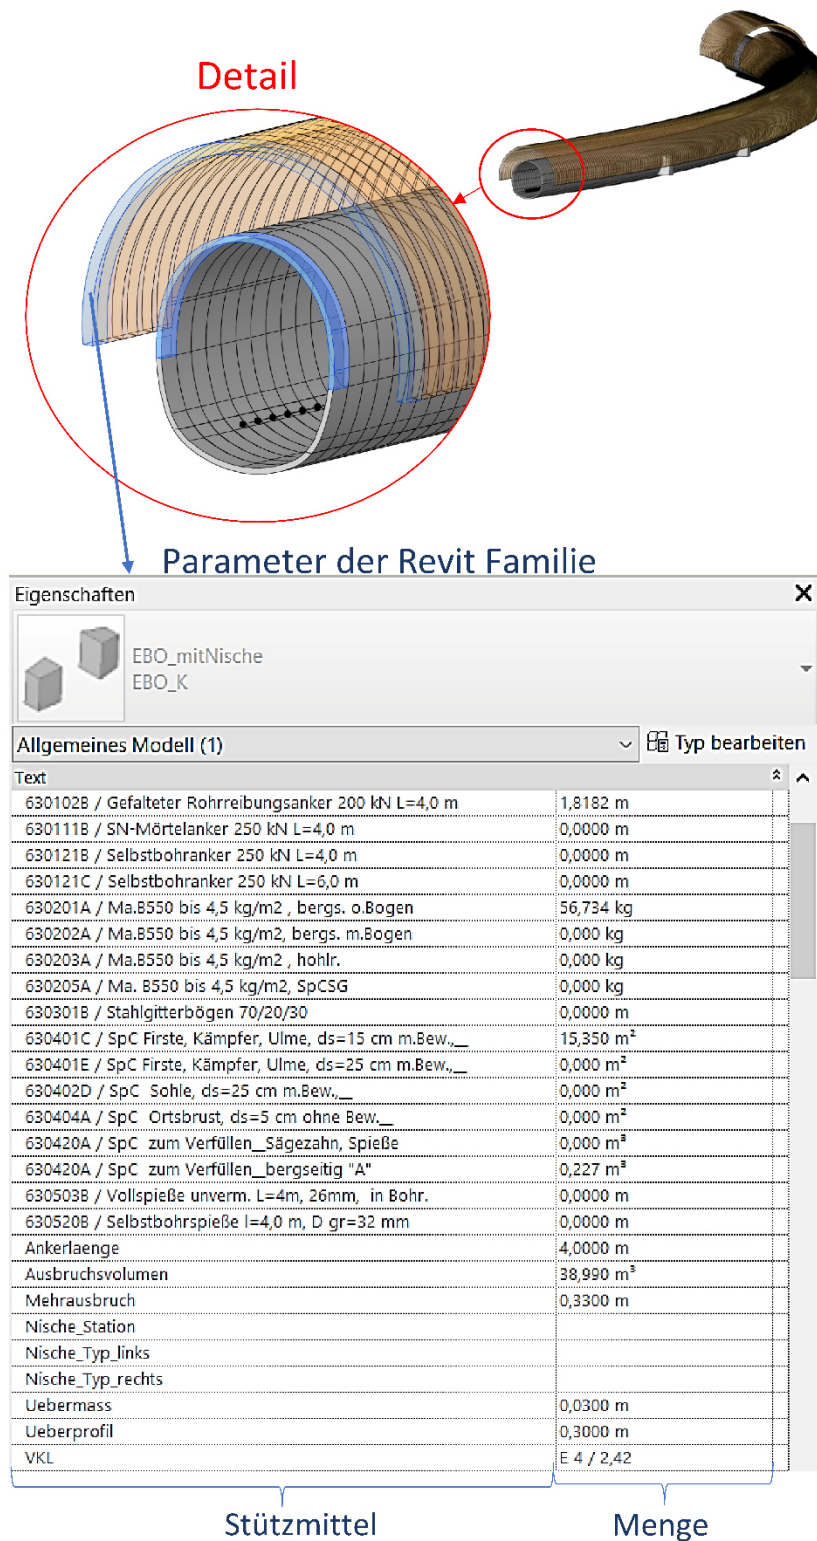 Detail
Parameter der Revit Familie
Eigenschaften
EBO_mitNische
EBO_K
Allgemeines Modell (1)
Typ bearbeiten
Text
630102B / Gefalteter Rohrreibungsanker 200 kN L=4,0 m 1,8182 m
630111B / SN-Mörtelanker 250 kN L=4,0 m 0,0000 m
630121B / Selbstbohranker 250 kN L=4,0 m 0,0000 m
630121C / Selbstbohranker 250 kN L=6,0 m 0,0000 m
630201A / Ma.B550 bis 4,5 kg/m2 , bergs. o.Bogen 56,734 kg
630202A / Ma.B550 bis 4,5 kg/m2, bergs. m.Bogen 0,000 kg
630203A / Ma.B550 bis 4,5 kg/m2 , hohlr. 0,000 kg
630205A / Ma. B550 bis 4,5 kg/m2, SpCSG 0,000 kg
630301B / Stahlgitterbögen 70/20/30 0,0000 m
630401C / SpC Firste, Kämpfer, Ulme, ds=15 cm m.Bew.,__ 15,350 m²
630401E / SpC Firste, Kämpfer, Ulme, ds=25 cm m.Bew.,__ 0,000 m²
630402D / SpC Sohle, ds=25 cm m.Bew.,__ 0,000 m²
630404A / SpC Ortsbrust, ds=5 cm ohne Bew.__ 0,000 m²
630420A / SpC zum Verfüllen__Sägezahn, Spieße 0,000 m³
630420A / SpC zum Verfüllen__bergseitig "A" 0,227 m³
630503B / Vollspieße unverm. L=4m, 26mm, in Bohr. 0,0000 m
630520B / Selbstbohrspieße l=4,0 m, D gr=32 mm 0,0000 m
Ankerlaenge 4,0000 m
Ausbruchsvolumen 38,990 m³
Mehrausbruch 0,3300 m
Nische_Station
Nische_Typ_links
Nische_Typ_rechts
Uebermass 0,0300 m
Ueberprofil 0,3000 m
VKL E 4 / 2,42
Stützmittel Menge